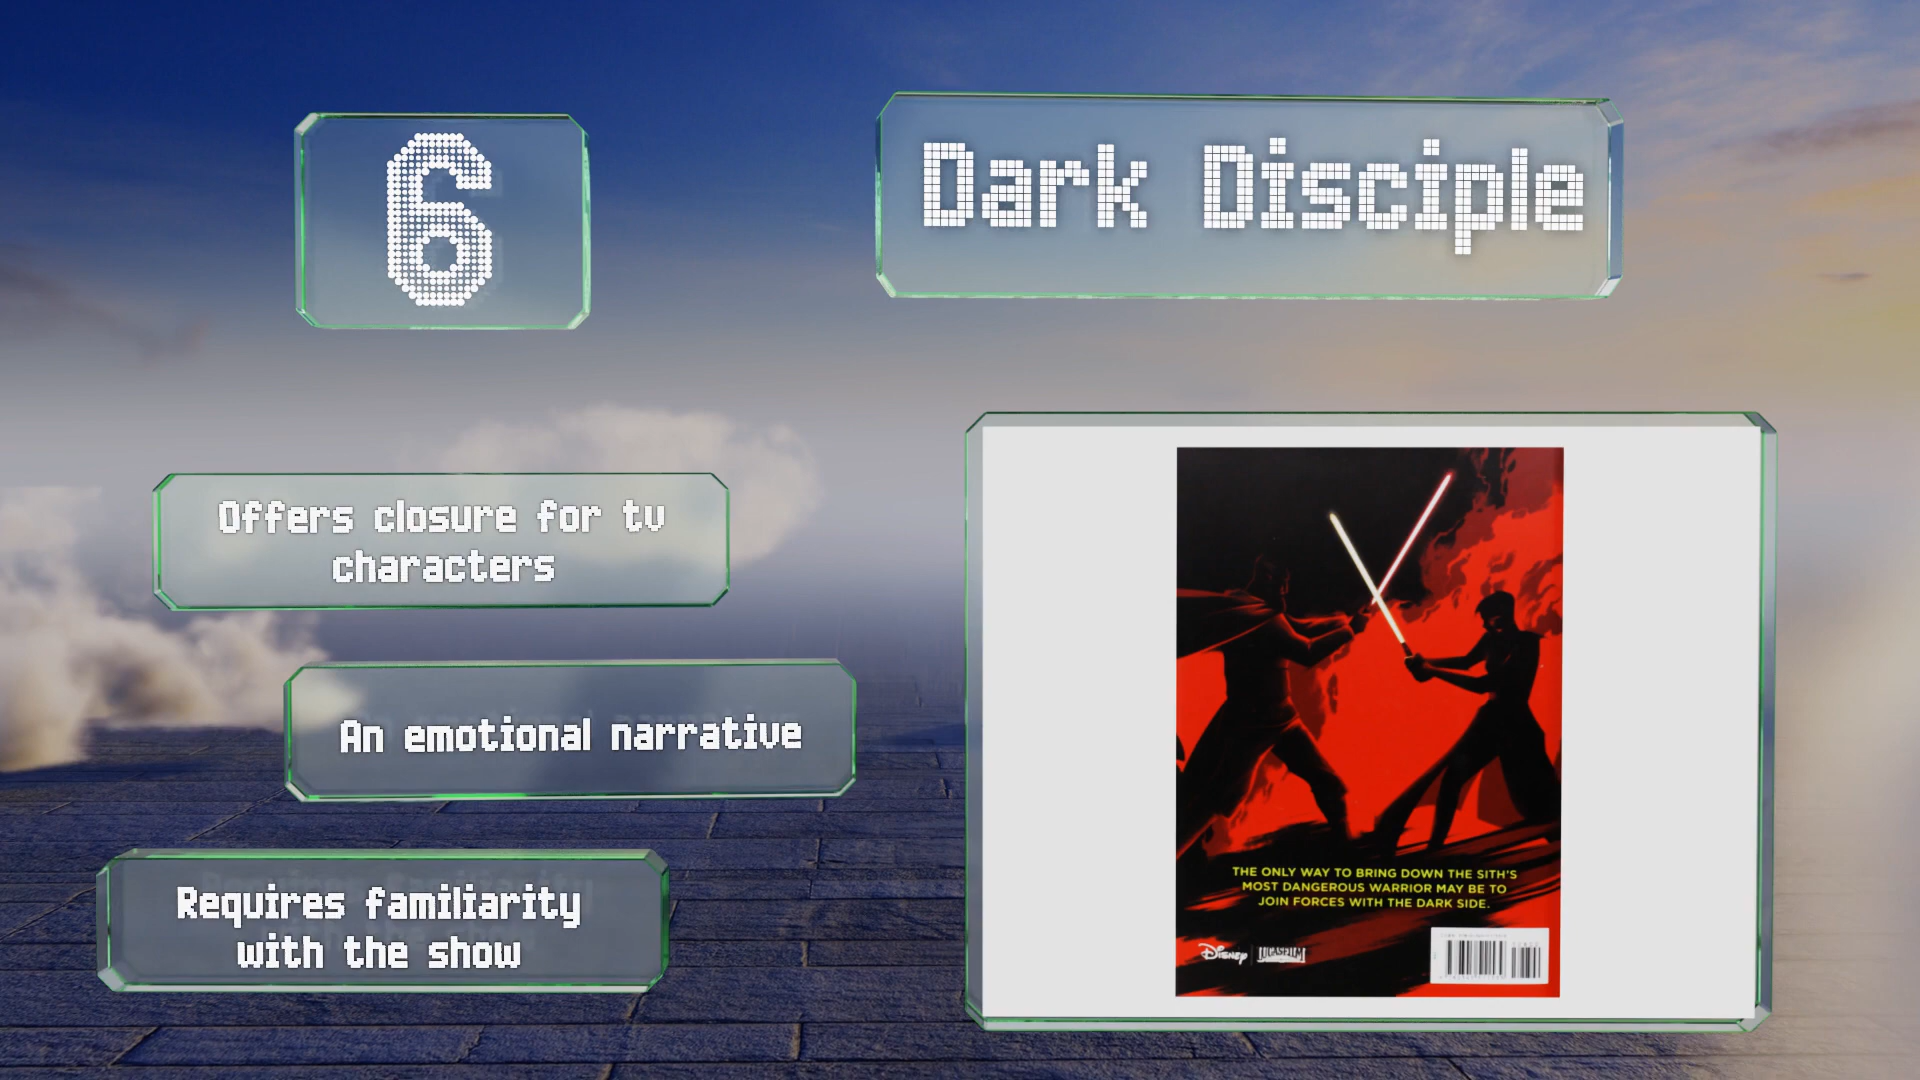 6
Dark Disciple
Offers closure for tv
characters
An emotional narrative
Requires familiarity
with the show
THE ONLY WAY TO BRING DOWN THE SITH'S
MOST DANGEROUS WARRIOR MAY BE TO
JOIN FORCES WITH THE DARK SIDE.
DISNEY
LUCASFILM